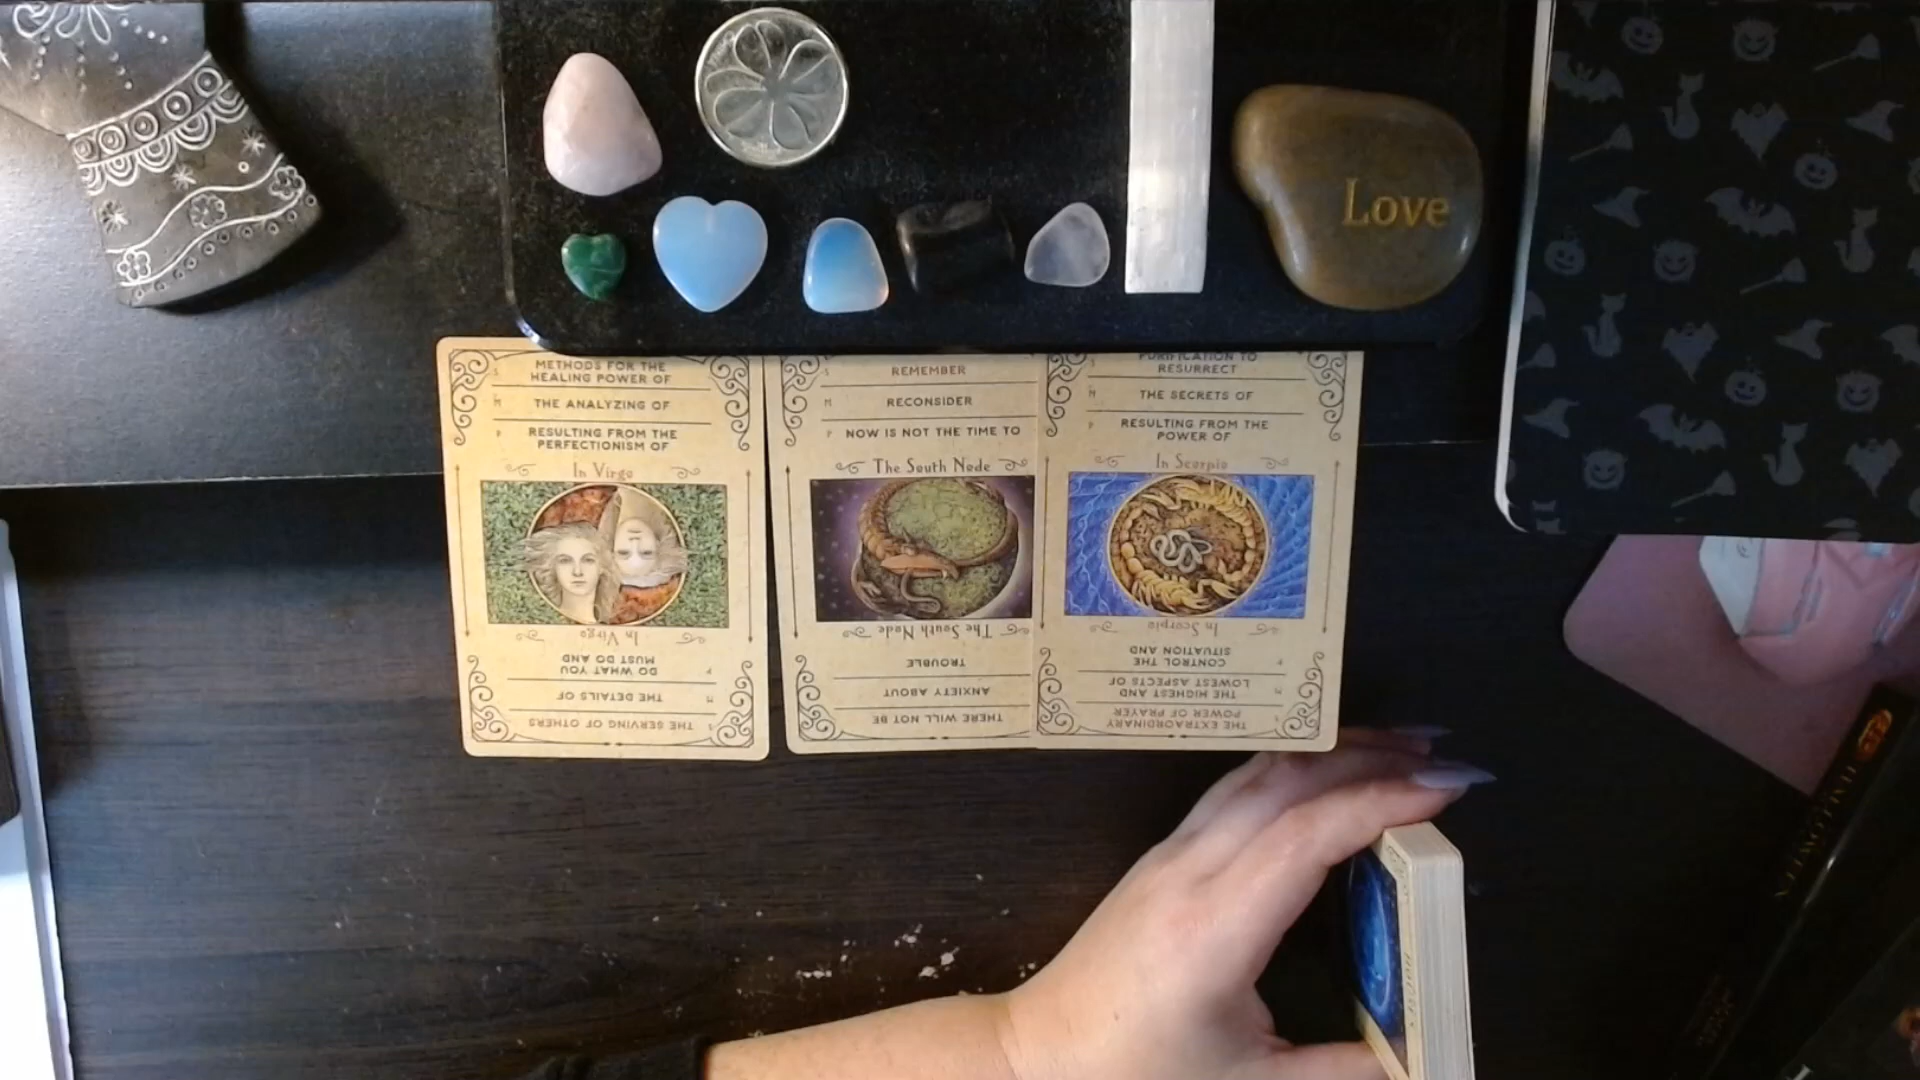 Love
METHODS FOR THE
HEALING POWER OF
S
M
THE ANALYZING OF
P
RESULTING FROM THE
PERFECTIONISM OF
In Virgo
In Virgo
P
DO WHAT YOU
MUST DO AND
M
THE DETAILS OF
S
THE SERVING OF OTHERS
S
REMEMBER
M
RECONSIDER
P
NOW IS NOT THE TIME TO
The South Node
The South Node
TROUBLE
ANXIETY ABOUT
THERE WILL NOT BE
PURIFICATION TO
RESURRECT
S
M
THE SECRETS OF
P
RESULTING FROM THE
POWER OF
In Scorpio
In Scorpio
P
CONTROL THE
SITUATION AND
M
THE HIGHEST AND
LOWEST ASPECTS OF
S
THE EXTRAORDINARY
POWER OF PRAYER